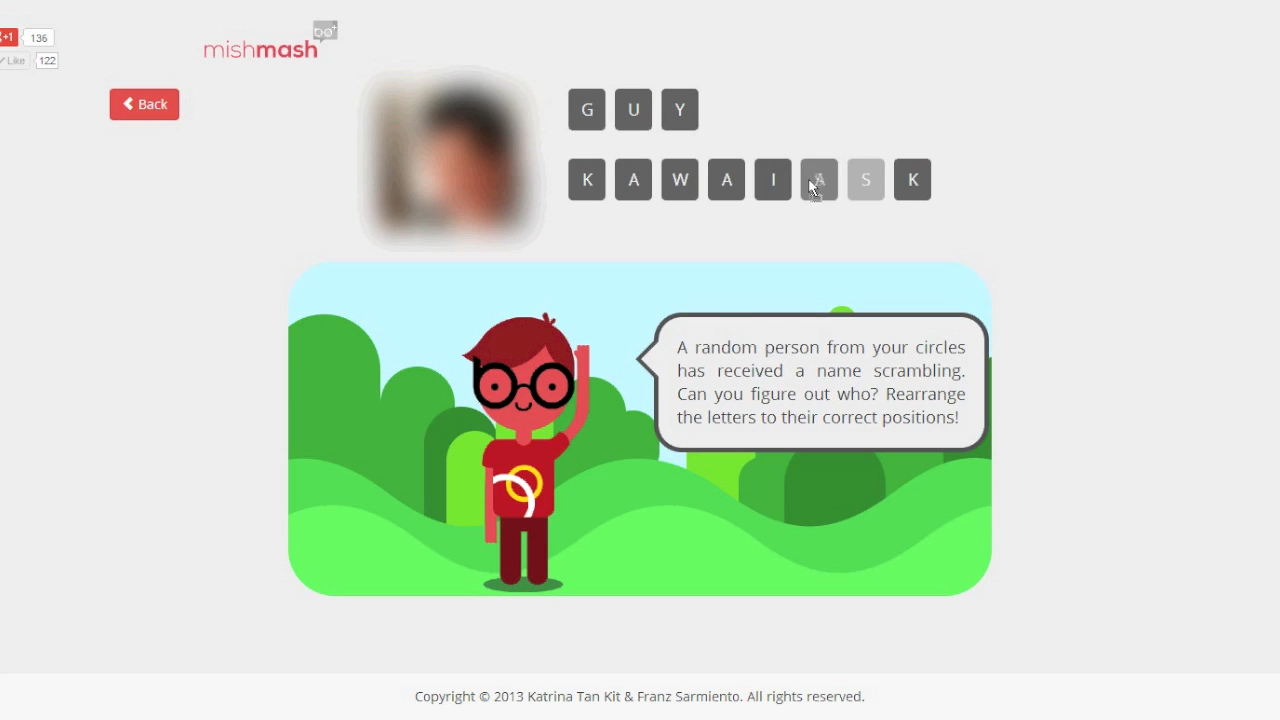 +1 136
Like 122
mishmash
Back
G U Y
K A W A I A S K
A random person from your circles
has received a name scrambling.
Can you figure out who? Rearrange
the letters to their correct positions!
Copyright © 2013 Katrina Tan Kit & Franz Sarmiento. All rights reserved.